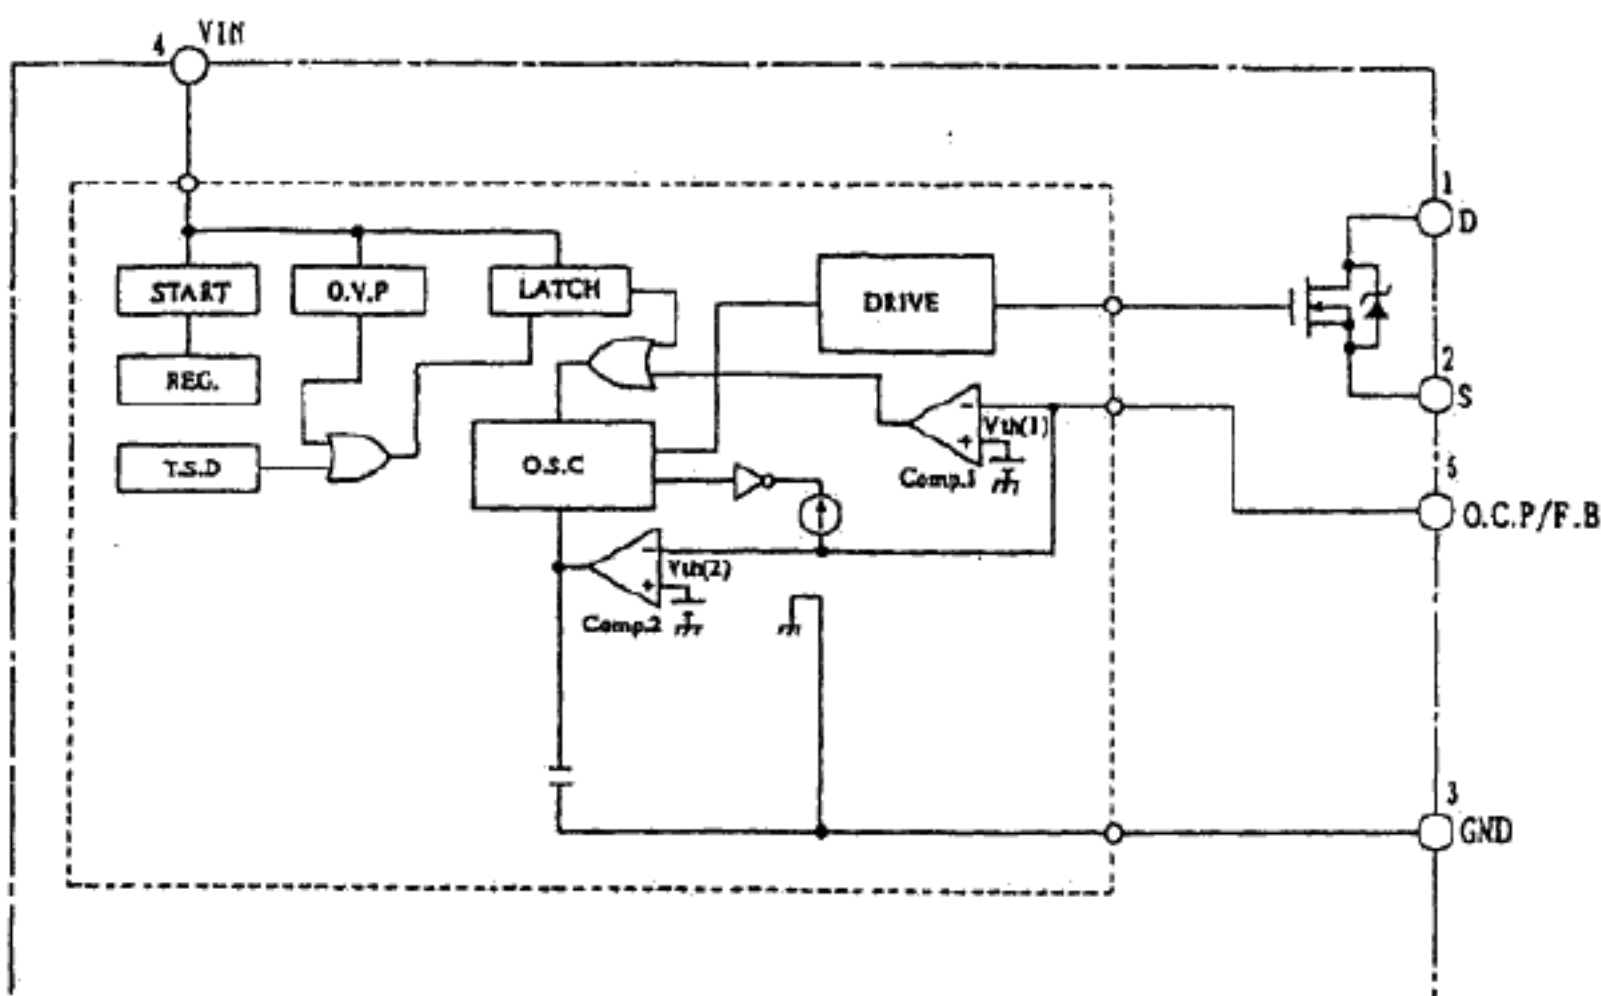 4 VIN
1
D
START
O.V.P
LATCH
DRIVE
REG.
2
S
Vth(1)
T.S.D
O.S.C
Comp.1
5
O.C.P/F.B
Vth(2)
Comp.2
3
GND